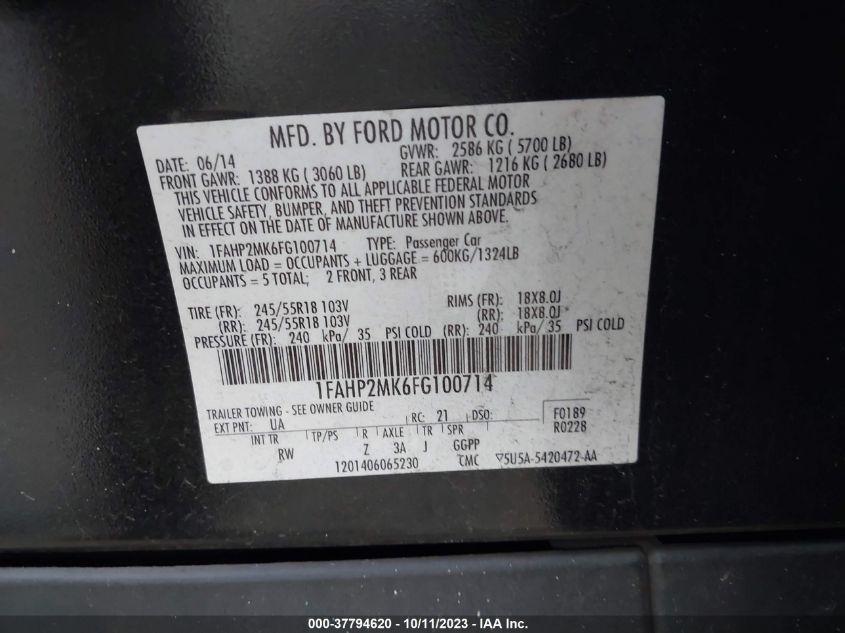 MFD. BY FORD MOTOR CO.
DATE: 06/14 GVWR: 2586 KG ( 5700 LB)
FRONT GAWR: 1388 KG ( 3060 LB) REAR GAWR: 1216 KG ( 2680 LB)
THIS VEHICLE CONFORMS TO ALL APPLICABLE FEDERAL MOTOR
VEHICLE SAFETY, BUMPER, AND THEFT PREVENTION STANDARDS
IN EFFECT ON THE DATE OF MANUFACTURE SHOWN ABOVE.
VIN: 1FAHP2MK6FG100714 TYPE: Passenger Car
MAXIMUM LOAD = OCCUPANTS + LUGGAGE = 600KG/1324LB
OCCUPANTS = 5 TOTAL; 2 FRONT, 3 REAR
TIRE (FR): 245/55R18 103V RIMS (FR): 18X8.0J
(RR): 245/55R18 103V (RR): 18X8.0J
PRESSURE (FR): 240 kPa/ 35 PSI COLD (RR): 240 kPa/ 35 PSI COLD
1FAHP2MK6FG100714
TRAILER TOWING - SEE OWNER GUIDE
EXT PNT: UA RC: 21 DSO: F0189
INT TR TP/PS R AXLE TR SPR R0228
RW Z 3A J GGPP
1201406065230 CMC ▽5U5A-5420472-AA
000-37794620 - 10/11/2023 - IAA Inc.